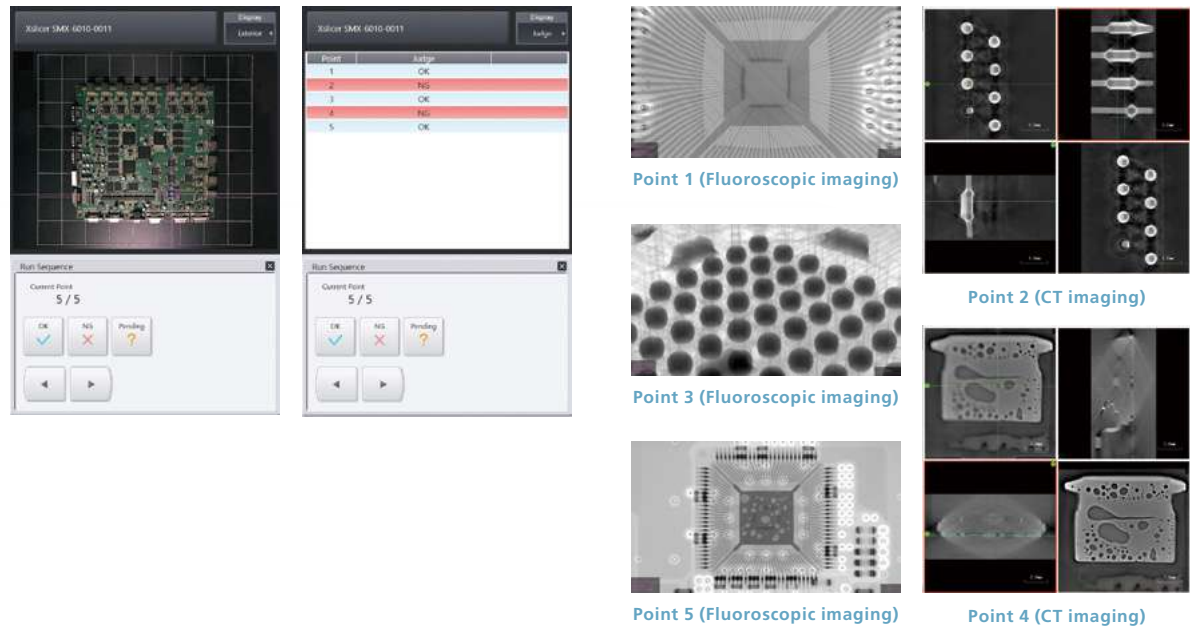 Xslicer SMX-6010-0011
Display
Exterior
Run Sequence
Current Point
5 / 5
OK
NG
Pending
?
Xslicer SMX-6010-0011
Display
Judge
Point Judge
1 OK
2 NG
3 OK
4 NG
5 OK
Run Sequence
Current Point
5 / 5
OK
NG
Pending
?
Point 1 (Fluoroscopic imaging)
Point 2 (CT imaging)
Point 3 (Fluoroscopic imaging)
Point 4 (CT imaging)
Point 5 (Fluoroscopic imaging)